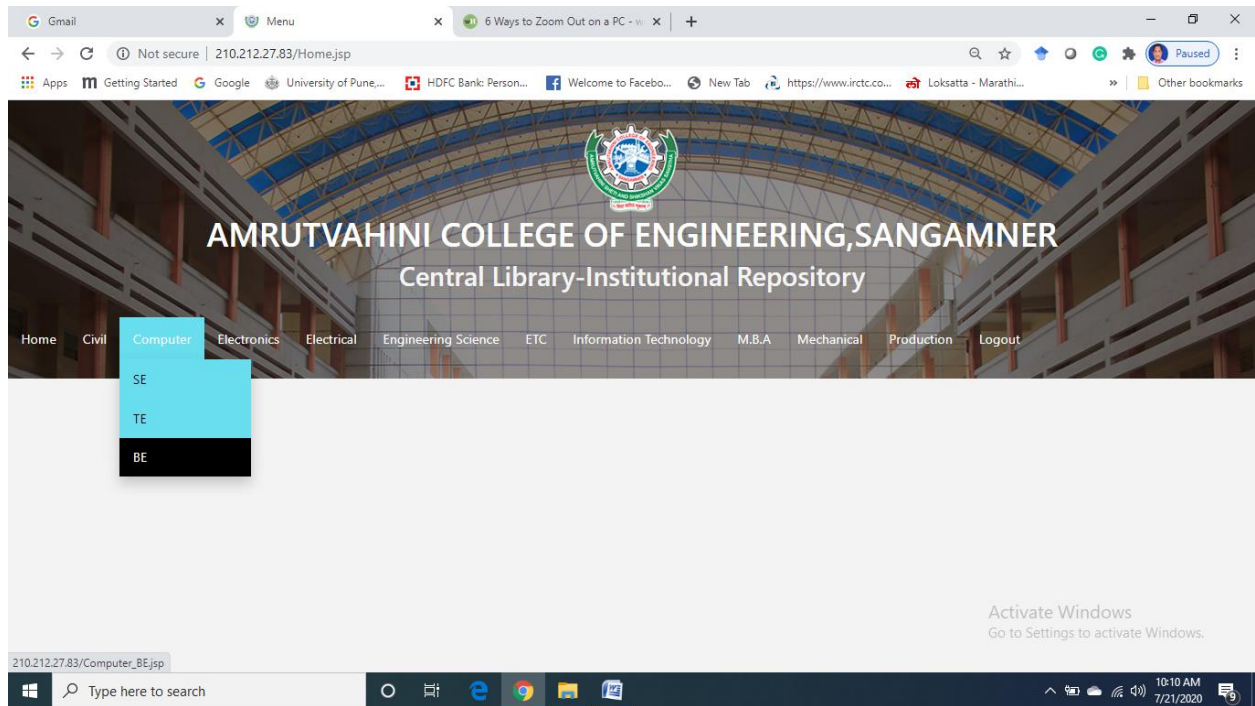 Gmail
Menu
6 Ways to Zoom Out on a PC - w
Not secure | 210.212.27.83/Home.jsp
Paused
Apps
Getting Started
Google
University of Pune,...
HDFC Bank: Person...
Welcome to Facebo...
New Tab
https://www.irctc.co...
Loksatta - Marathi...
»
Other bookmarks
AMRUTVAHINI COLLEGE OF ENGINEERING,SANGAMNER
Central Library-Institutional Repository
Home Civil Computer Electronics Electrical Engineering Science ETC Information Technology M.B.A Mechanical Production Logout
SE
TE
BE
Activate Windows
Go to Settings to activate Windows.
210.212.27.83/Computer_BE.jsp
Type here to search
10:10 AM
7/21/2020
9